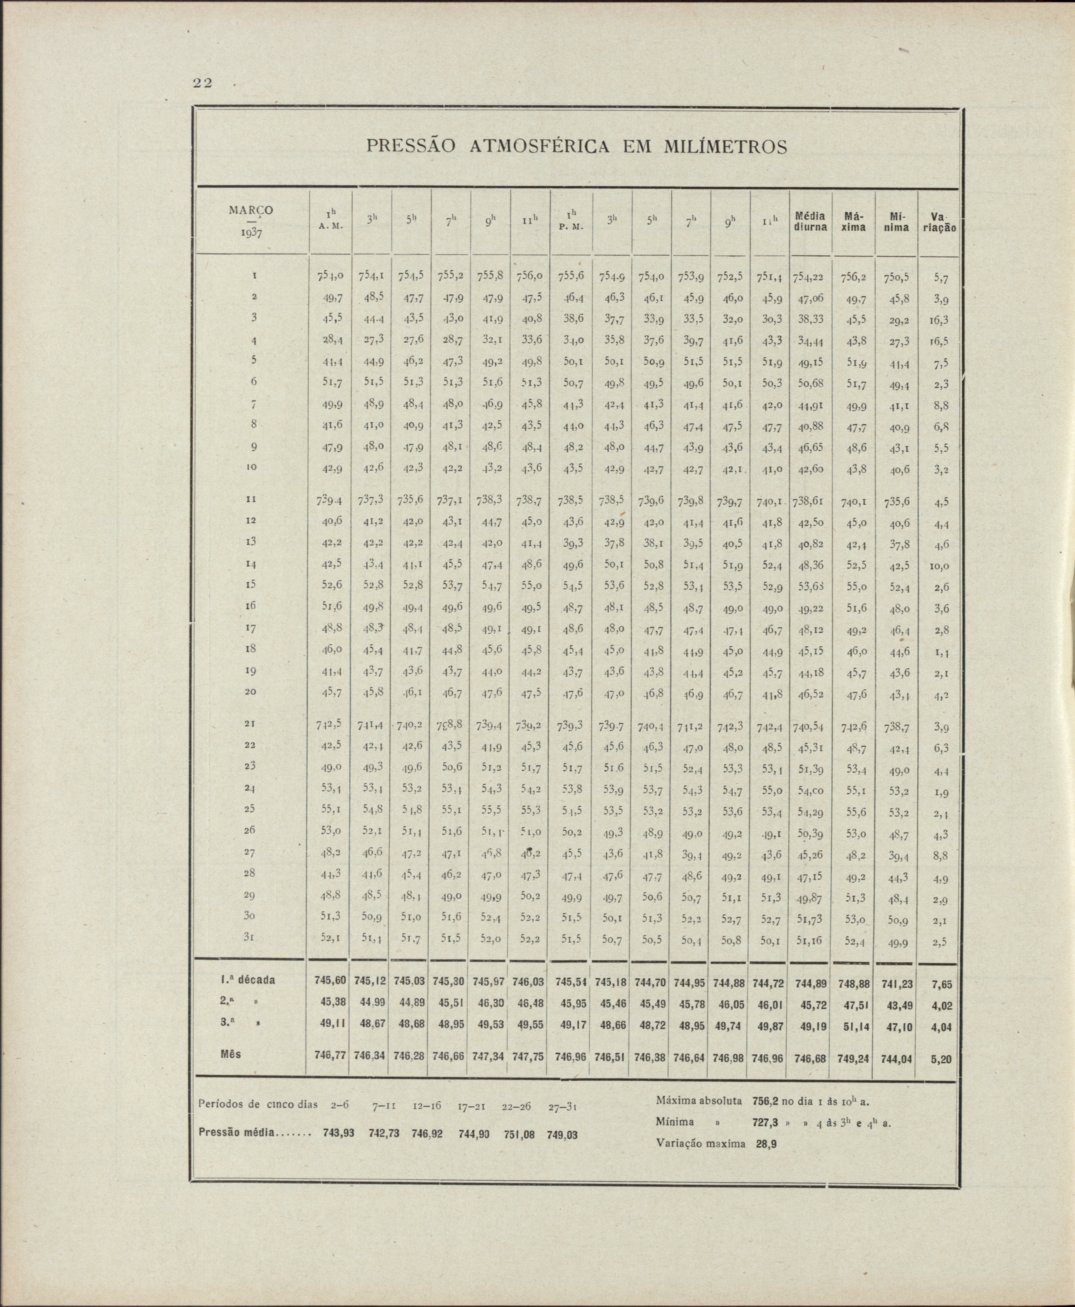 22
PRESSÃO ATMOSFÉRICA EM MILÍMETROS
MARÇO — 1937 1h A. M. 3h 5h 7h 9h 11h 1h P. M. 3h 5h 7h 9h 11h Média diurna Má-xima Mí-nima Va-riação
1 754,0 754,1 754,5 755,2 755,8 756,0 755,6 754,9 754,0 753,9 752,5 751,4 754,22 756,2 750,5 5,7
2 49,7 48,5 47,7 47,9 47,9 47,5 46,4 46,3 46,1 45,9 46,0 45,9 47,06 49,7 45,8 3,9
3 45,5 44,4 43,5 43,0 41,9 40,8 38,6 37,7 33,9 33,5 32,0 30,3 38,33 45,5 29,2 16,3
4 28,4 27,3 27,6 28,7 32,1 33,6 34,0 35,8 37,6 39,7 41,6 43,3 34,44 43,8 27,3 16,5
5 44,4 44,9 46,2 47,3 49,2 49,8 50,1 50,1 50,9 51,5 51,5 51,9 49,15 51,9 44,4 7,5
6 51,7 51,5 51,3 51,3 51,6 51,3 50,7 49,8 49,5 49,6 50,1 50,3 50,68 51,7 49,4 2,3
7 49,9 48,9 48,4 48,0 46,9 45,8 44,3 42,4 41,3 41,4 41,6 42,0 44,91 49,9 41,1 8,8
8 41,6 41,0 40,9 41,3 42,5 43,5 44,0 44,3 46,3 47,4 47,5 47,7 40,88 47,7 40,9 6,8
9 47,9 48,0 47,9 48,1 48,6 48,4 48,2 48,0 44,7 43,9 43,6 43,4 46,65 48,6 43,1 5,5
10 42,9 42,6 42,3 42,2 43,2 43,6 43,5 42,9 42,7 42,7 42,1 41,0 42,60 43,8 40,6 3,2
11 739,4 737,3 735,6 737,1 738,3 738,7 738,5 738,5 739,6 739,8 739,7 740,1 738,61 740,1 735,6 4,5
12 40,6 41,2 42,0 43,1 44,7 45,0 43,6 42,9 42,0 41,4 41,6 41,8 42,50 45,0 40,6 4,4
13 42,2 42,2 42,2 42,4 42,0 41,4 39,3 37,8 38,1 39,5 40,5 41,8 40,82 42,4 37,8 4,6
14 42,5 43,4 44,1 45,5 47,4 48,6 49,6 50,1 50,8 51,4 51,9 52,4 48,36 52,5 42,5 10,0
15 52,6 52,8 52,8 53,7 54,7 55,0 54,5 53,6 52,8 53,4 53,5 52,9 53,68 55,0 52,4 2,6
16 51,6 49,8 49,4 49,6 49,6 49,5 48,7 48,1 48,5 48,7 49,0 49,0 49,22 51,6 48,0 3,6
17 48,8 48,3 48,4 48,5 49,1 49,1 48,6 48,0 47,7 47,4 47,4 46,7 48,12 49,2 46,4 2,8
18 46,0 45,4 44,7 44,8 45,6 45,8 45,4 45,0 44,8 44,9 45,0 44,9 45,15 46,0 44,6 1,4
19 44,4 43,7 43,6 43,7 44,0 44,2 43,7 43,6 43,8 44,4 45,2 45,7 44,18 45,7 43,6 2,1
20 45,7 45,8 46,1 46,7 47,6 47,5 47,6 47,0 46,8 46,9 46,7 44,8 46,52 47,6 43,4 4,2
21 742,5 741,4 740,2 738,8 739,4 739,2 739,3 739,7 740,4 741,2 742,3 742,4 740,54 742,6 738,7 3,9
22 42,5 42,4 42,6 43,5 44,9 45,3 45,6 45,6 46,3 47,0 48,0 48,5 45,31 48,7 42,4 6,3
23 49,0 49,3 49,6 50,6 51,2 51,7 51,7 51,6 51,5 52,4 53,3 53,4 51,39 53,4 49,0 4,4
24 53,4 53,4 53,2 53,4 54,3 54,2 53,8 53,9 53,7 54,3 54,7 55,0 54,00 55,1 53,2 1,9
25 55,1 54,8 54,8 55,1 55,5 55,3 54,5 53,5 53,2 53,2 53,6 53,4 54,29 55,6 53,2 2,4
26 53,0 52,1 51,4 51,6 51,4 51,0 50,2 49,3 48,9 49,0 49,2 49,1 50,39 53,0 48,7 4,3
27 48,2 46,6 47,2 47,1 46,8 46,2 45,5 43,6 41,8 39,4 49,2 43,6 45,26 48,2 39,4 8,8
28 44,3 44,6 45,4 46,2 47,0 47,3 47,4 47,6 47,7 48,6 49,2 49,1 47,15 49,2 44,3 4,9
29 48,8 48,5 48,4 49,0 49,9 50,2 49,9 49,7 50,6 50,7 51,1 51,3 49,87 51,3 48,4 2,9
30 51,3 50,9 51,0 51,6 52,4 52,2 51,5 50,1 51,3 52,2 52,7 52,7 51,73 53,0 50,9 2,1
31 52,1 51,4 51,7 51,5 52,0 52,2 51,5 50,7 50,5 50,4 50,8 50,1 51,16 52,4 49,9 2,5
1.ª década 745,60 745,12 745,03 745,30 745,97 746,03 745,54 745,18 744,70 744,95 744,88 744,72 744,89 748,88 741,23 7,65
2.ª » 45,38 44,99 44,89 45,51 46,30 46,48 45,95 45,46 45,49 45,78 46,05 46,01 45,72 47,51 43,49 4,02
3.ª » 49,11 48,67 48,68 48,95 49,53 49,55 49,17 48,66 48,72 48,95 49,74 49,87 49,19 51,14 47,10 4,04
Mês 746,77 746,34 746,28 746,66 747,34 747,75 746,96 746,51 746,38 746,64 746,98 746,96 746,68 749,24 744,04 5,20
Períodos de cinco dias 2—6 7—11 12—16 17—21 22—26 27—31
Pressão média....... 743,93 742,73 746,92 744,90 751,08 749,03
Máxima absoluta 756,2 no dia 1 ás 10h a.
Mínima » 727,3 » » 4 ás 3h e 4h a.
Variação maxima 28,9